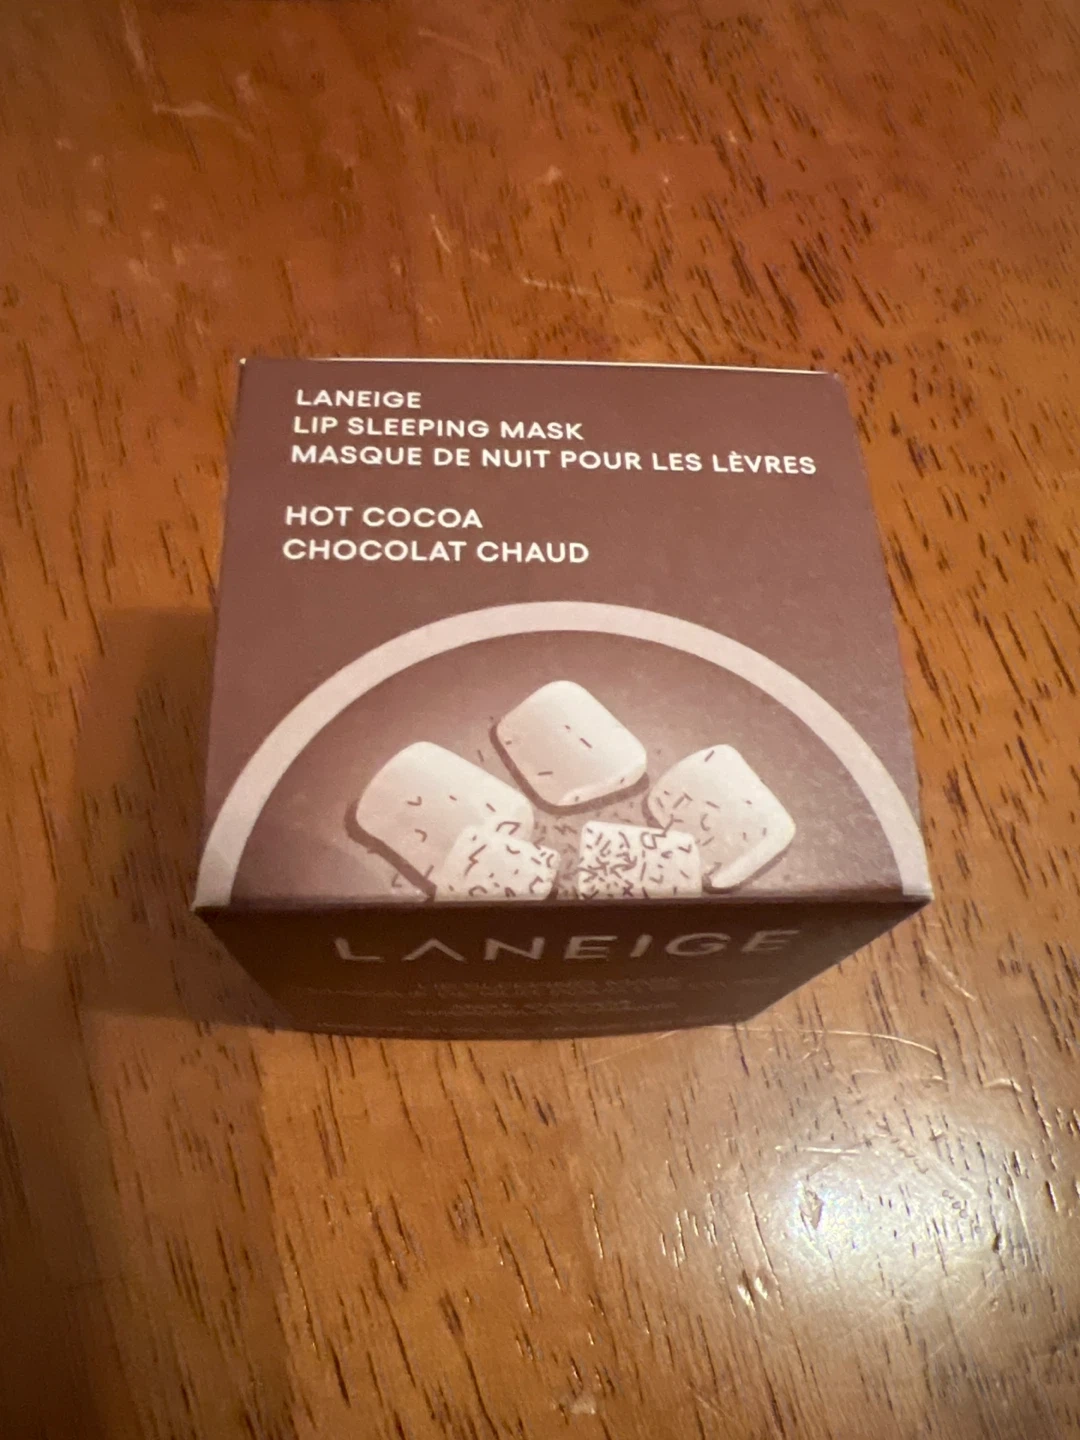 LANEIGE
LIP SLEEPING MASK
MASQUE DE NUIT POUR LES LÈVRES
HOT COCOA
CHOCOLAT CHAUD
LANEIGE